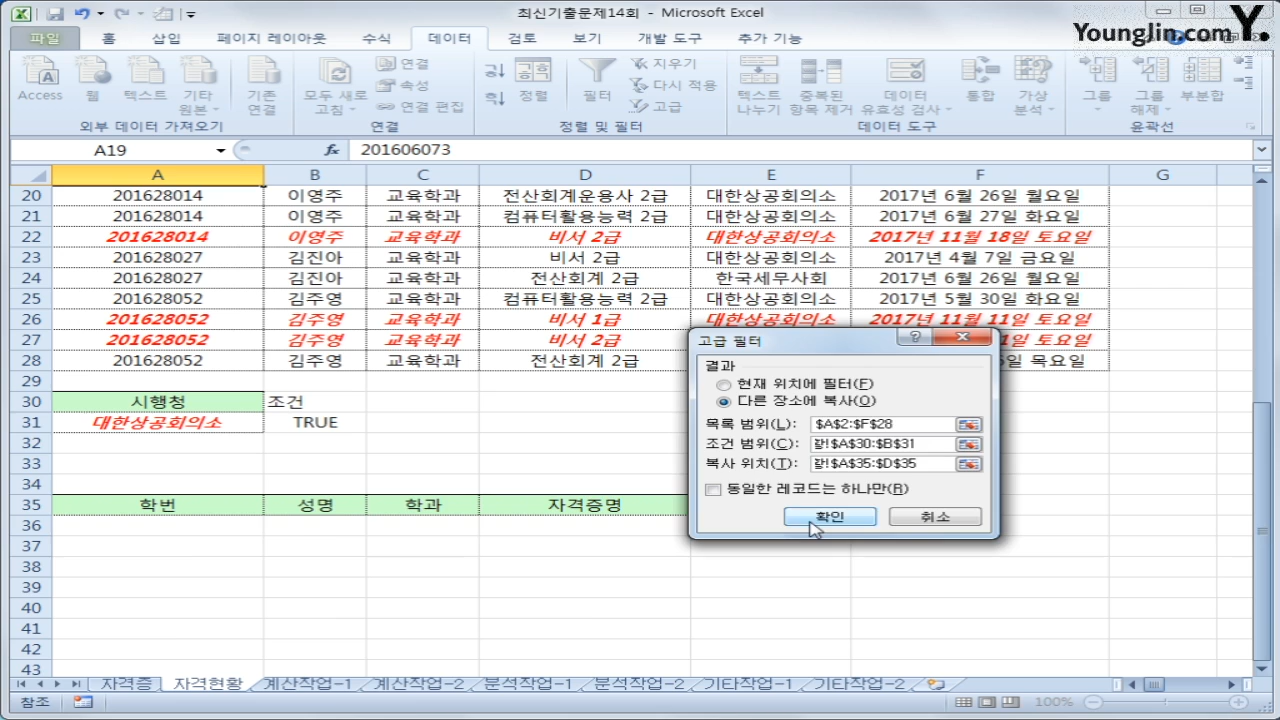 최신기출문제14회 - Microsoft Excel
Younglin.com Y.
파일 홈 삽입 페이지 레이아웃 수식 데이터 검토 보기 개발 도구 추가 기능
Access 웹 텍스트 기타 원본 기존 연결 모두 새로 고침 연결 속성 연결 편집 정렬 필터 지우기 다시 적용 고급 텍스트 나누기 중복된 항목 제거 데이터 유효성 검사 통합 가상 분석 그룹 그룹 해제 부분합
외부 데이터 가져오기 연결 정렬 및 필터 데이터 도구 윤곽선
A19 fx 201606073
A B C D E F G
20 201628014 이영주 교육학과 전산회계운용사 2급 대한상공회의소 2017년 6월 26일 월요일
21 201628014 이영주 교육학과 컴퓨터활용능력 2급 대한상공회의소 2017년 6월 27일 화요일
22 201628014 이영주 교육학과 비서 2급 대한상공회의소 2017년 11월 18일 토요일
23 201628027 김진아 교육학과 비서 2급 대한상공회의소 2017년 4월 7일 금요일
24 201628027 김진아 교육학과 전산회계 2급 한국세무사회 2017년 6월 26일 월요일
25 201628052 김주영 교육학과 컴퓨터활용능력 2급 대한상공회의소 2017년 5월 30일 화요일
26 201628052 김주영 교육학과 비서 1급 대한상공회의소 2017년 11월 11일 토요일
27 201628052 김주영 교육학과 비서 2급 1일 토요일
28 201628052 김주영 교육학과 전산회계 2급 일 목요일
29
30 시행청 조건
31 대한상공회의소 TRUE
32
33
34
35 학번 성명 학과 자격증명
36
37
38
39
40
41
42
43
고급 필터
결과
현재 위치에 필터(F)
다른 장소에 복사(O)
목록 범위(L): $A$2:$F$28
조건 범위(C): !$A$30:$B$31
복사 위치(T): !$A$35:$D$35
동일한 레코드는 하나만(R)
확인 취소
자격증 자격현황 계산작업-1 계산작업-2 분석작업-1 분석작업-2 기타작업-1 기타작업-2
참조 100%